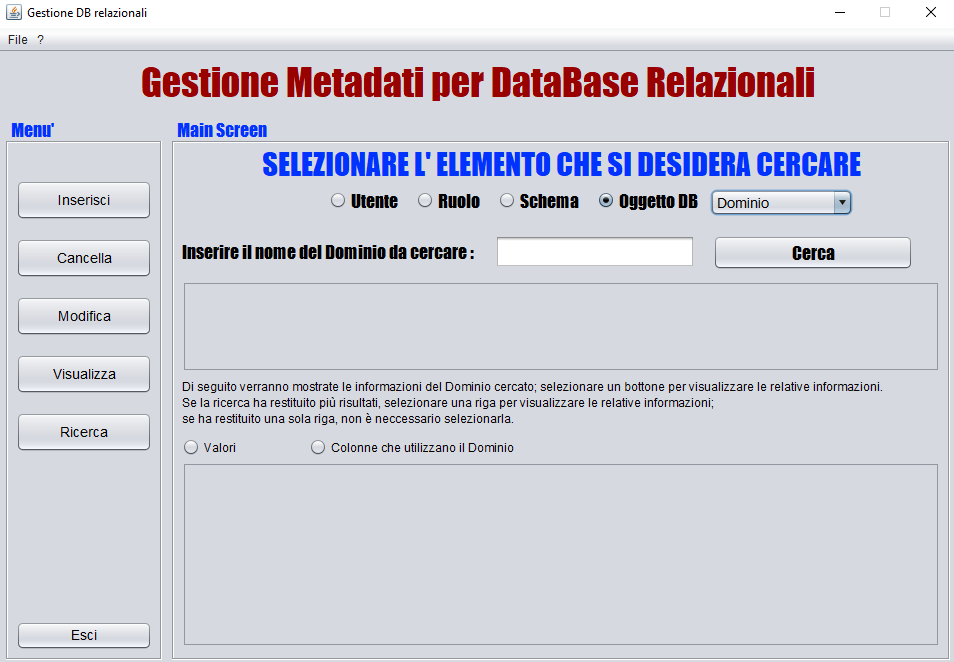 Gestione DB relazionali
File ?
Gestione Metadati per DataBase Relazionali
Menu'
Main Screen
SELEZIONARE L' ELEMENTO CHE SI DESIDERA CERCARE
Utente Ruolo Schema Oggetto DB Dominio
Inserisci
Cancella
Modifica
Visualizza
Ricerca
Esci
Inserire il nome del Dominio da cercare : Cerca
Di seguito verranno mostrate le informazioni del Dominio cercato; selezionare un bottone per visualizzare le relative informazioni.
Se la ricerca ha restituito più risultati, selezionare una riga per visualizzare le relative informazioni;
se ha restituito una sola riga, non è neccessario selezionarla.
Valori Colonne che utilizzano il Dominio